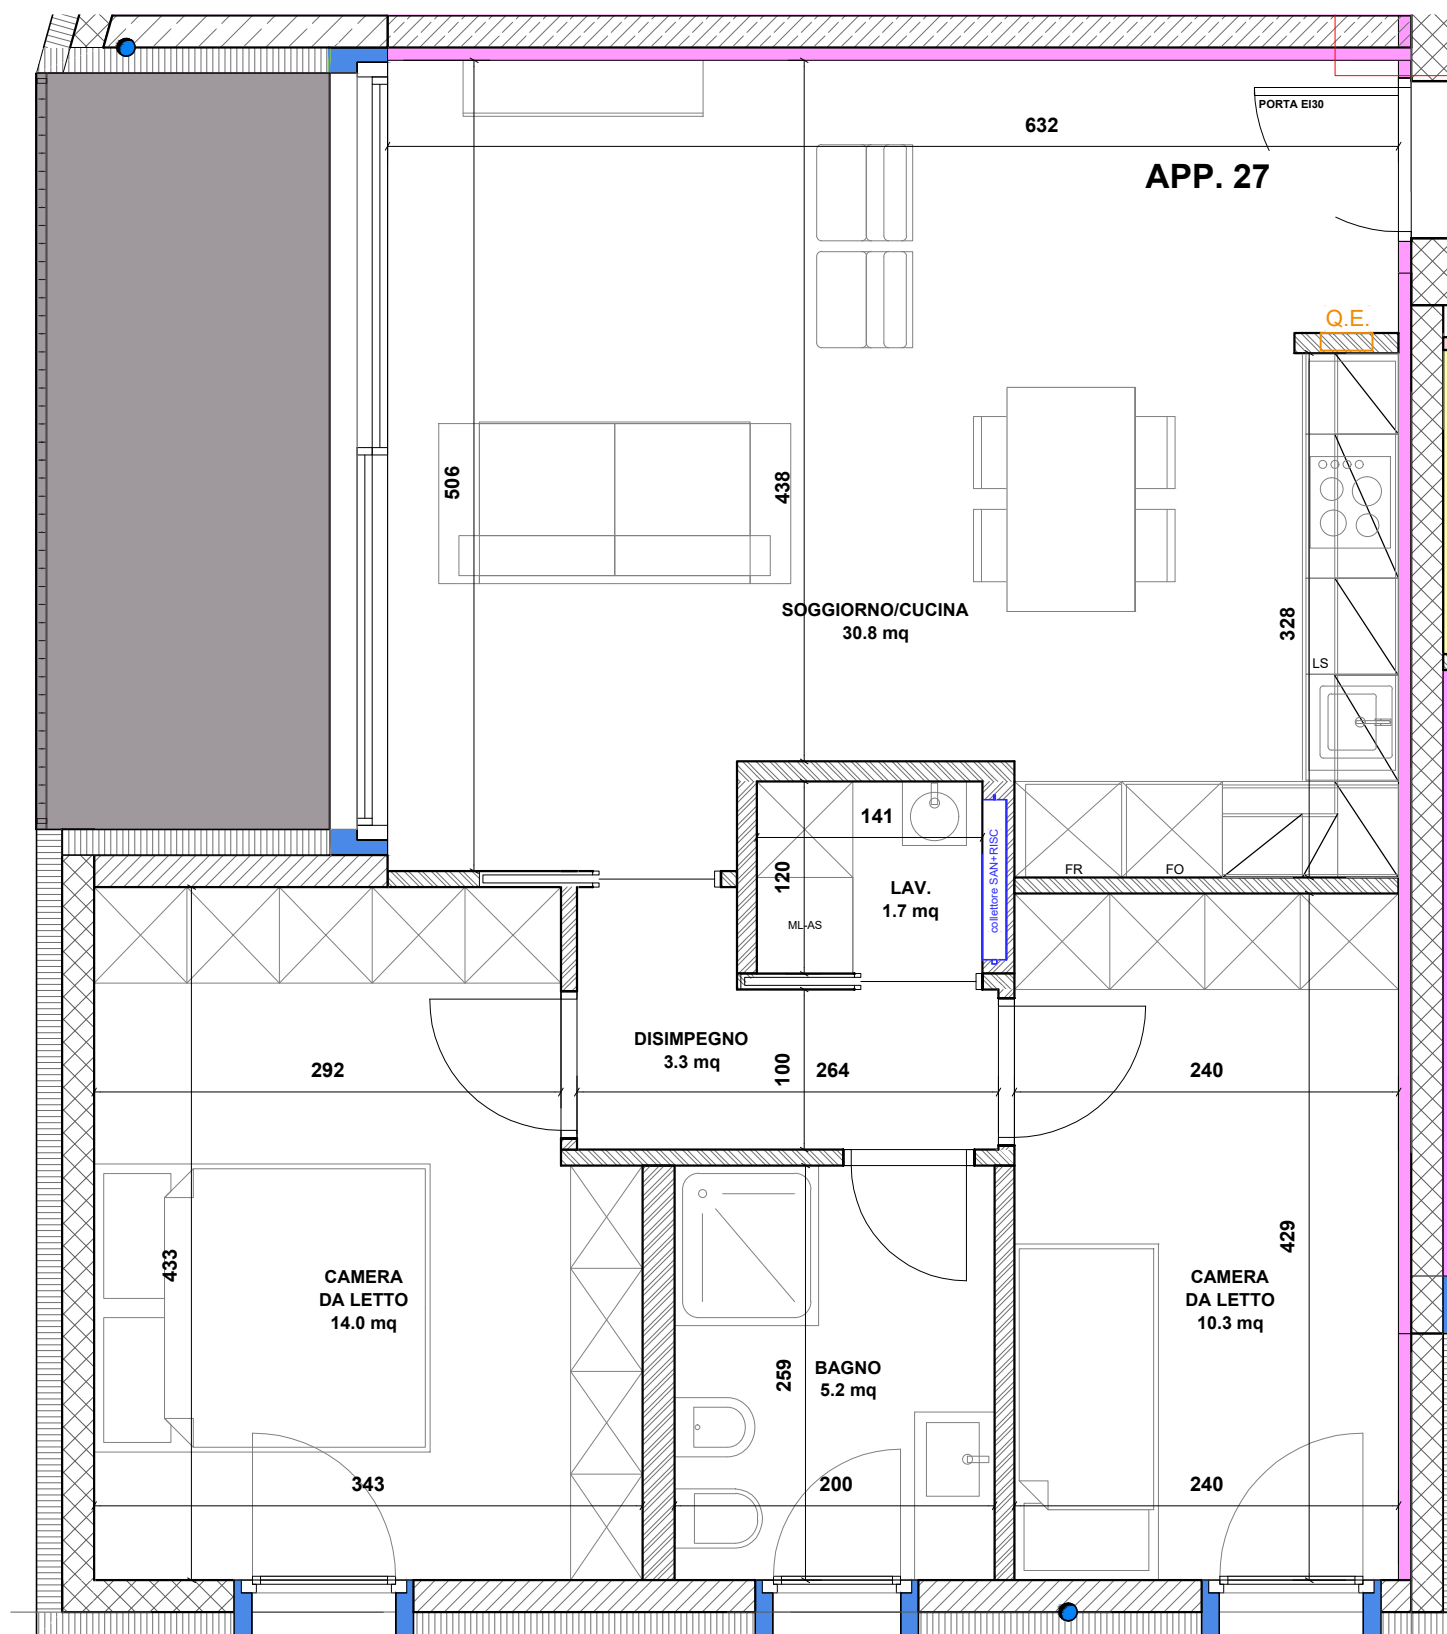 PORTA EI30
632
APP. 27
Q.E.
506
438
SOGGIORNO/CUCINA
30.8 mq
328
LS
141
120
LAV.
1.7 mq
collettore SAN+RISC
FR
FO
ML-AS
DISIMPEGNO
3.3 mq
292
100
264
240
433
429
CAMERA
DA LETTO
14.0 mq
CAMERA
DA LETTO
10.3 mq
259
BAGNO
5.2 mq
343
200
240